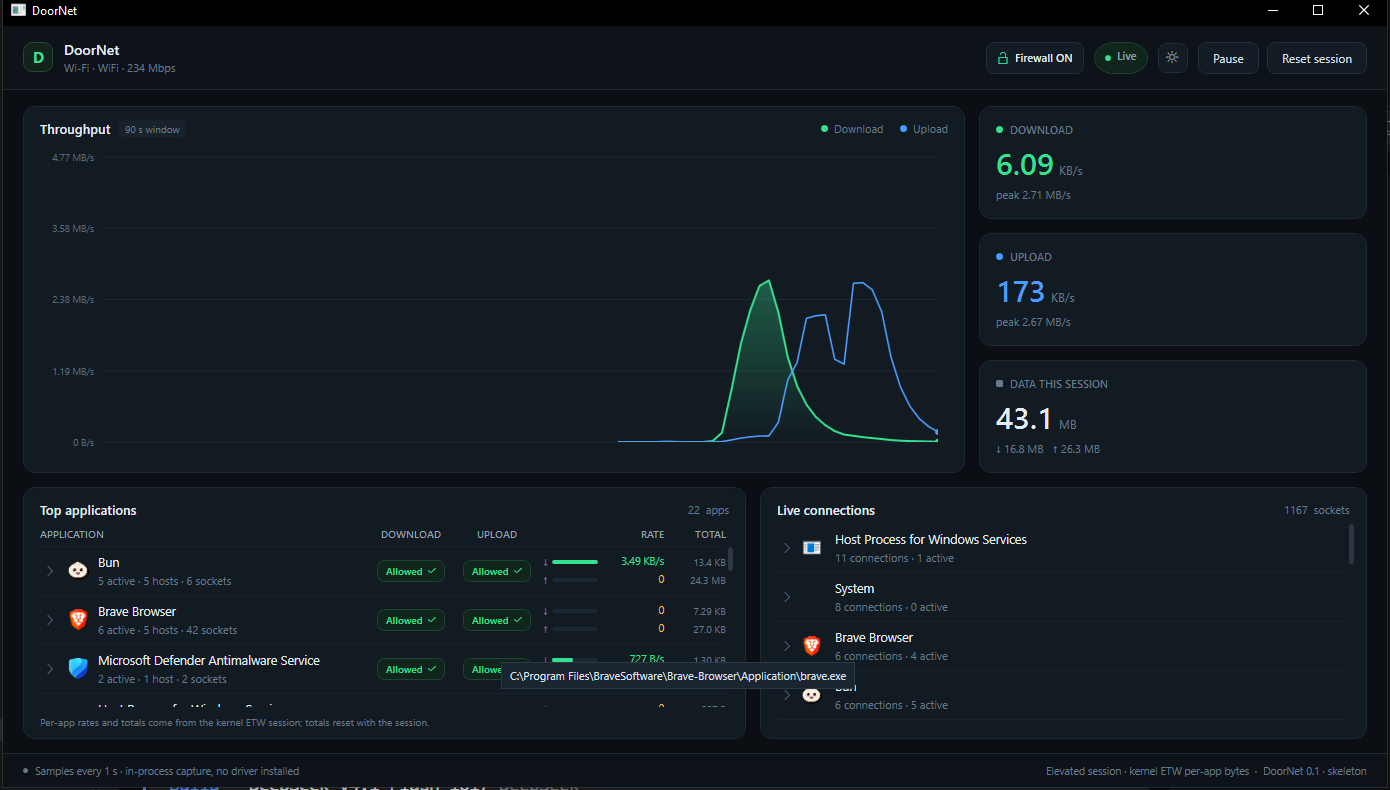 DoorNet
D
DoorNet
Wi-Fi · WiFi · 234 Mbps
Firewall ON
Live
Pause
Reset session
Throughput
90 s window
Download
Upload
4.77 MB/s
3.58 MB/s
2.38 MB/s
1.19 MB/s
0 B/s
DOWNLOAD
6.09 KB/s
peak 2.71 MB/s
UPLOAD
173 KB/s
peak 2.67 MB/s
DATA THIS SESSION
43.1 MB
↓ 16.8 MB ↑ 26.3 MB
Top applications
22 apps
APPLICATION DOWNLOAD UPLOAD RATE TOTAL
Bun
5 active · 5 hosts · 6 sockets
Allowed ✓
Allowed ✓
↓ 3.49 KB/s 13.4 KB
↑ 0 24.3 MB
Brave Browser
6 active · 5 hosts · 42 sockets
Allowed ✓
Allowed ✓
↓ 0 7.29 KB
↑ 0 27.0 KB
Microsoft Defender Antimalware Service
2 active · 1 host · 2 sockets
Allowed ✓
Allowed
↓ 727 B/s 1.30 KB
C:\Program Files\BraveSoftware\Brave-Browser\Application\brave.exe
Per-app rates and totals come from the kernel ETW session; totals reset with the session.
Live connections
1167 sockets
Host Process for Windows Services
11 connections · 1 active
System
8 connections · 0 active
Brave Browser
6 connections · 4 active
Bun
6 connections · 5 active
Samples every 1 s · in-process capture, no driver installed
Elevated session · kernel ETW per-app bytes · DoorNet 0.1 · skeleton